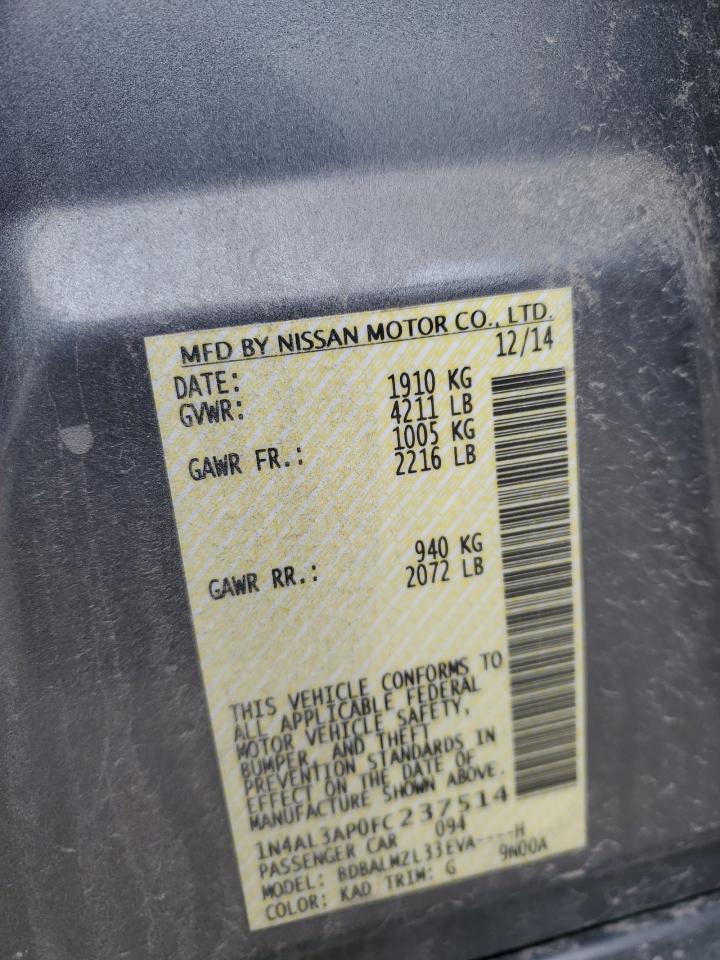 MFD BY NISSAN MOTOR CO., LTD.
DATE: 12/14
GVWR: 1910 KG
4211 LB
GAWR FR.: 1005 KG
2216 LB
GAWR RR.: 940 KG
2072 LB
THIS VEHICLE CONFORMS TO
ALL APPLICABLE FEDERAL
MOTOR VEHICLE SAFETY,
BUMPER, AND THEFT
PREVENTION STANDARDS IN
EFFECT ON THE DATE OF
MANUFACTURE SHOWN ABOVE.
1N4AL3AP0FC237514
PASSENGER CAR 094
MODEL: BDBALMZL33EVA----H
COLOR: KAD TRIM: G 9N00A